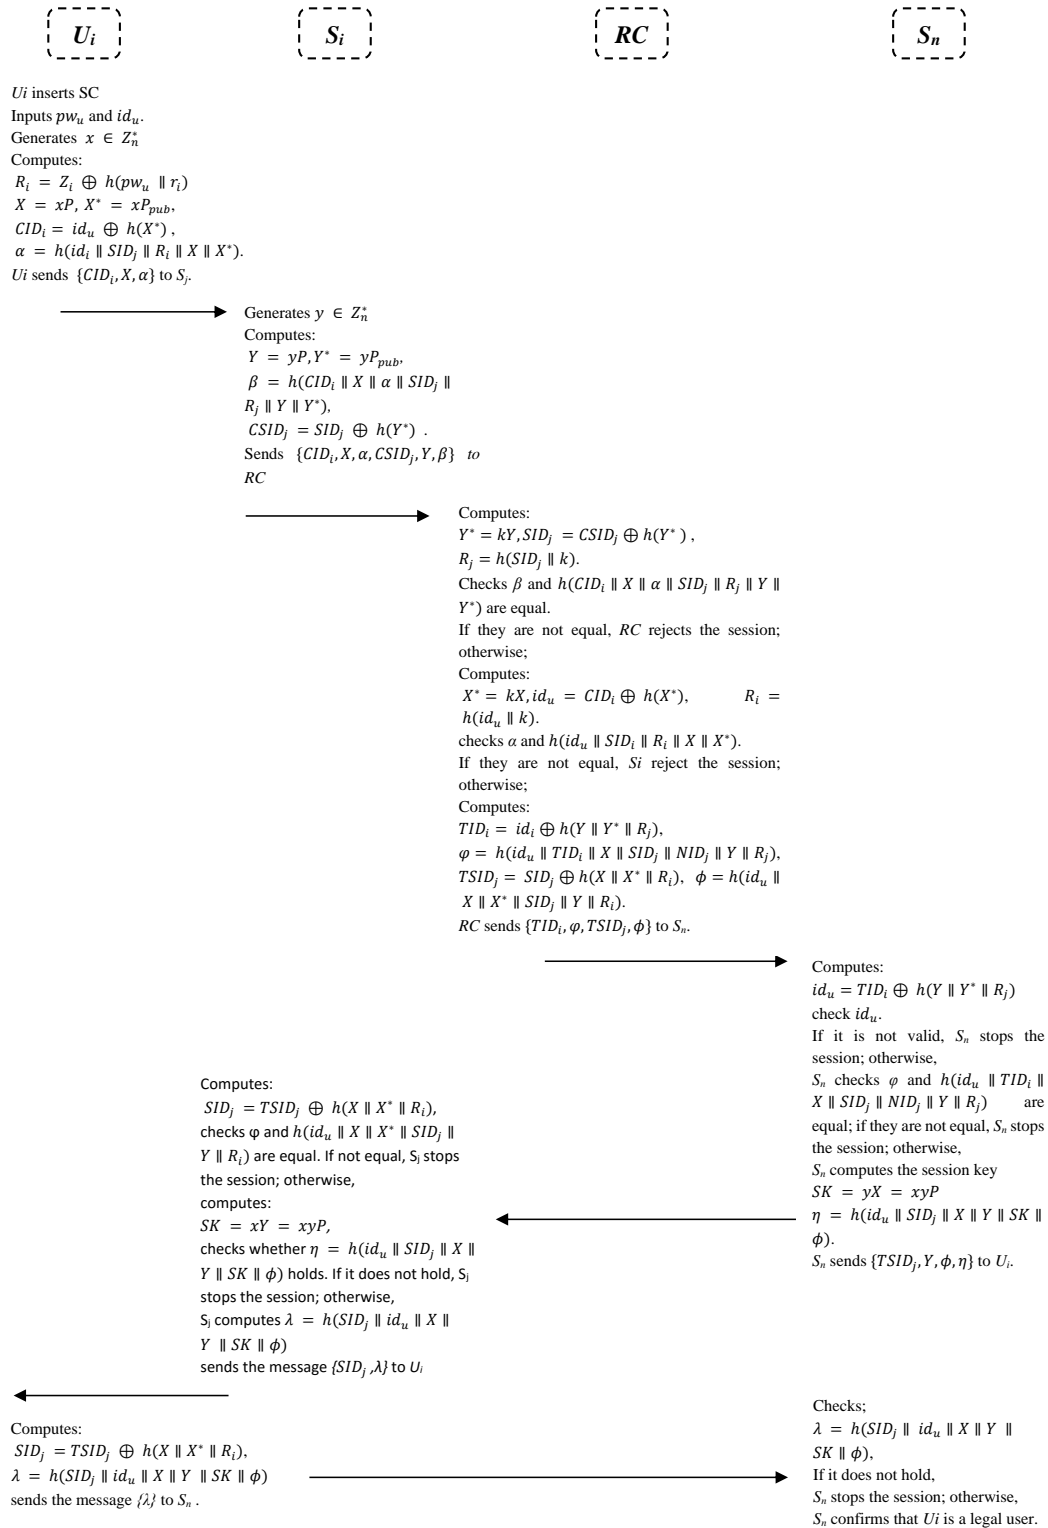 Ui
Si
RC
Sn
Ui inserts SC
Inputs pwu and idu.
Generates x ∈ Zn*
Computes:
Ri = Zi ⊕ h(pwu ∥ ri)
X = xP, X* = xPpub,
CIDi = idu ⊕ h(X*) ,
α = h(idi ∥ SIDj ∥ Ri ∥ X ∥ X*).
Ui sends {CIDi, X, α} to Sj.
Generates y ∈ Zn*
Computes:
Y = yP, Y* = yPpub,
β = h(CIDi ∥ X ∥ α ∥ SIDj ∥
Rj ∥ Y ∥ Y*),
CSIDj = SIDj ⊕ h(Y*) .
Sends {CIDi, X, α, CSIDj, Y, β} to
RC
Computes:
Y* = kY, SIDj = CSIDj ⊕ h(Y* ) ,
Rj = h(SIDj ∥ k).
Checks β and h(CIDi ∥ X ∥ α ∥ SIDj ∥ Rj ∥ Y ∥
Y*) are equal.
If they are not equal, RC rejects the session;
otherwise;
Computes:
X* = kX, idu = CIDi ⊕ h(X*), Ri =
h(idu ∥ k).
checks α and h(idu ∥ SIDi ∥ Ri ∥ X ∥ X*).
If they are not equal, Si reject the session;
otherwise;
Computes:
TIDi = idi ⊕ h(Y ∥ Y* ∥ Rj),
φ = h(idu ∥ TIDi ∥ X ∥ SIDj ∥ NIDj ∥ Y ∥ Rj),
TSIDj = SIDj ⊕ h(X ∥ X* ∥ Ri), ϕ = h(idu ∥
X ∥ X* ∥ SIDj ∥ Y ∥ Ri).
RC sends {TIDi, φ, TSIDj, ϕ} to Sn.
Computes:
idu = TIDi ⊕ h(Y ∥ Y* ∥ Rj)
check idu.
If it is not valid, Sn stops the
session; otherwise,
Sn checks φ and h(idu ∥ TIDi ∥
X ∥ SIDj ∥ NIDj ∥ Y ∥ Rj) are
equal; if they are not equal, Sn stops
the session; otherwise,
Sn computes the session key
SK = yX = xyP
η = h(idu ∥ SIDj ∥ X ∥ Y ∥ SK ∥
ϕ).
Sn sends {TSIDj, Y, ϕ, η} to Ui.
Computes:
SIDj = TSIDj ⊕ h(X ∥ X* ∥ Ri),
checks φ and h(idu ∥ X ∥ X* ∥ SIDj ∥
Y ∥ Ri) are equal. If not equal, Sj stops
the session; otherwise,
computes:
SK = xY = xyP,
checks whether η = h(idu ∥ SIDj ∥ X ∥
Y ∥ SK ∥ ϕ) holds. If it does not hold, Sj
stops the session; otherwise,
Sj computes λ = h(SIDj ∥ idu ∥ X ∥
Y ∥ SK ∥ ϕ)
sends the message {SIDj ,λ} to Ui
Computes:
SIDj = TSIDj ⊕ h(X ∥ X* ∥ Ri),
λ = h(SIDj ∥ idu ∥ X ∥ Y ∥ SK ∥ ϕ)
sends the message {λ} to Sn .
Checks;
λ = h(SIDj ∥ idu ∥ X ∥ Y ∥
SK ∥ ϕ),
If it does not hold,
Sn stops the session; otherwise,
Sn confirms that Ui is a legal user.